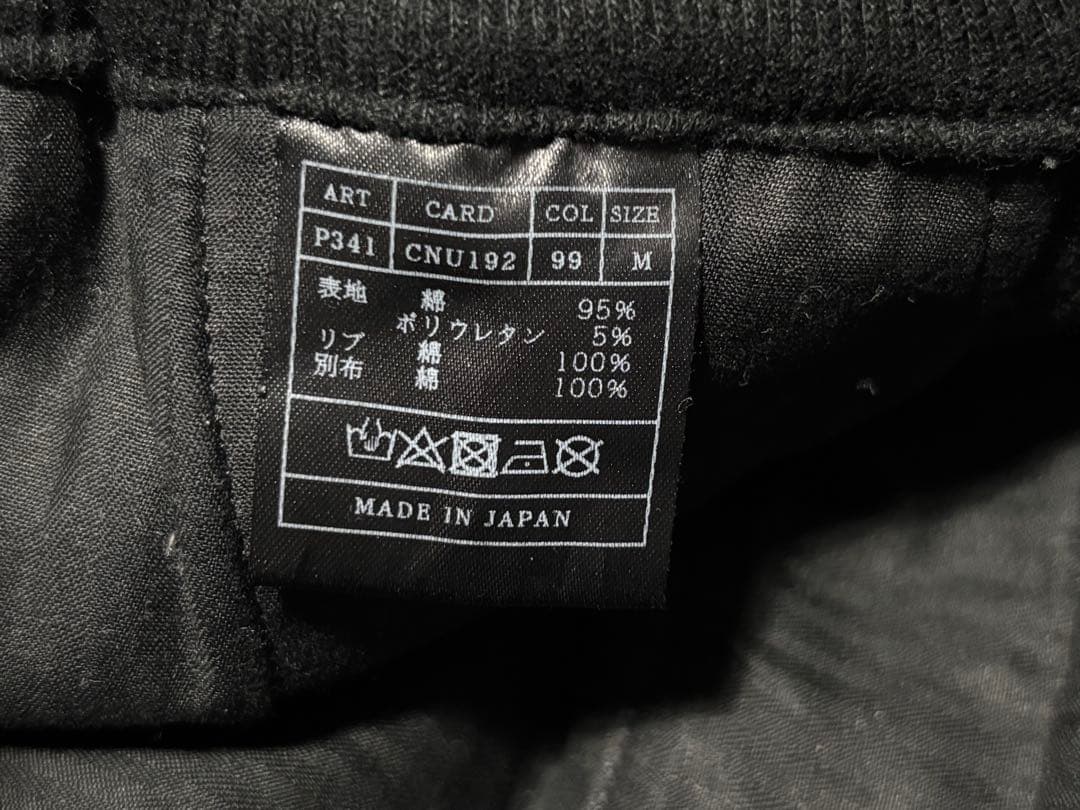 ART CARD COL SIZE
P341 CNU192 99 M
表地 綿 95%
ポリウレタン 5%
リブ 綿 100%
別布 綿 100%
MADE IN JAPAN